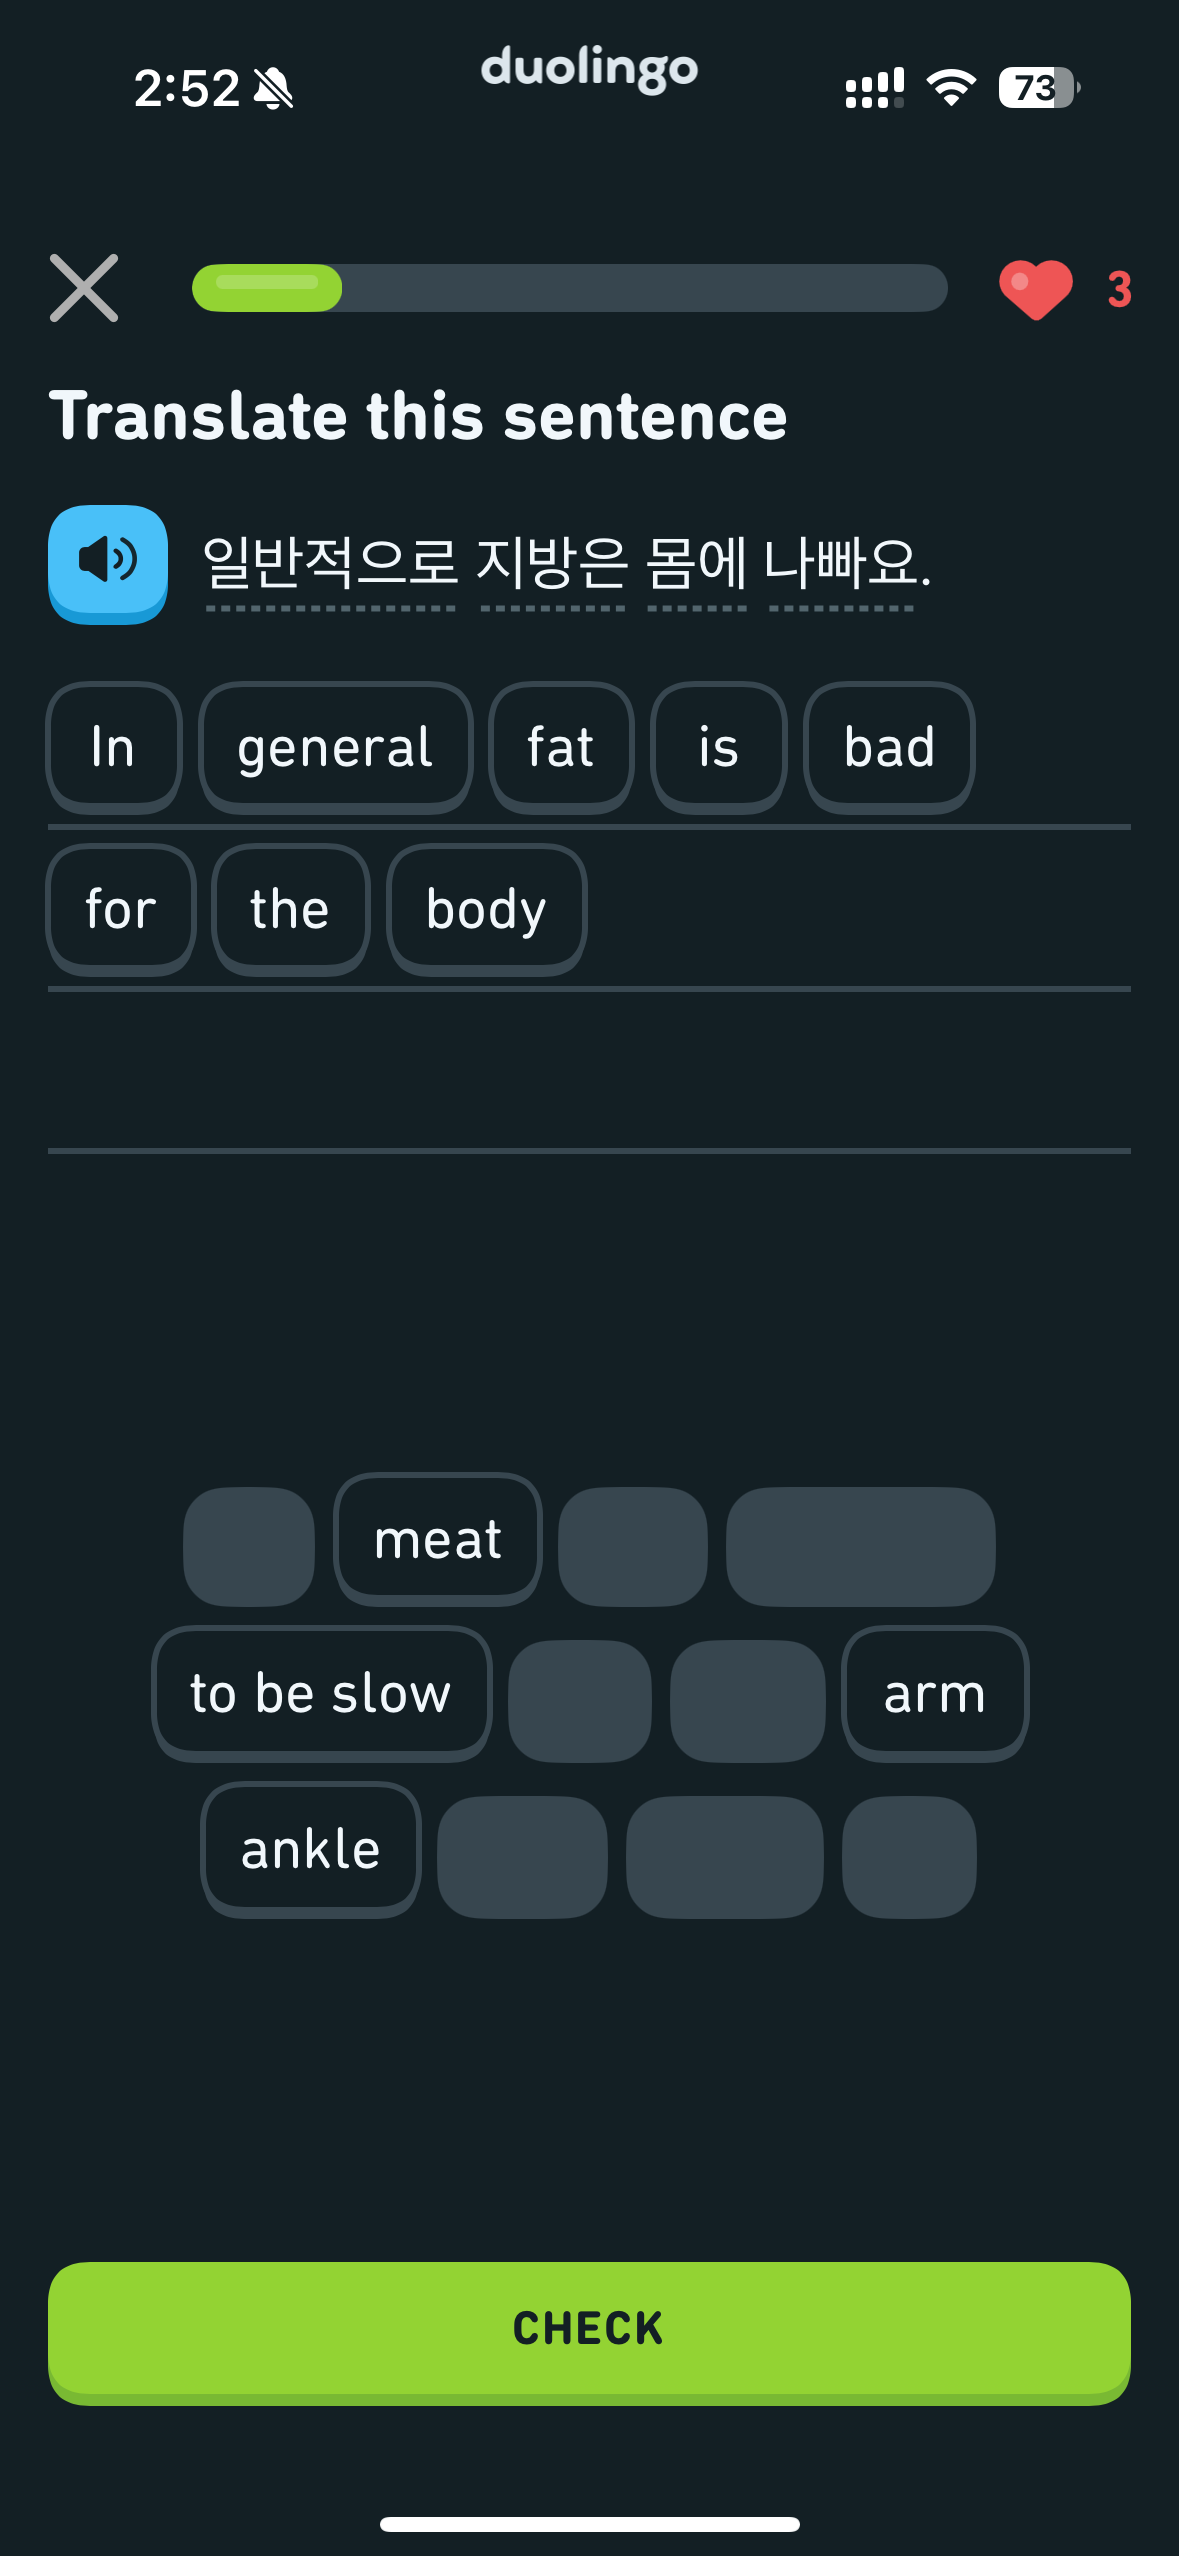 2:52
duolingo
73
3
Translate this sentence
일반적으로 지방은 몸에 나빠요.
In general fat is bad
for the body
meat
to be slow arm
ankle
CHECK